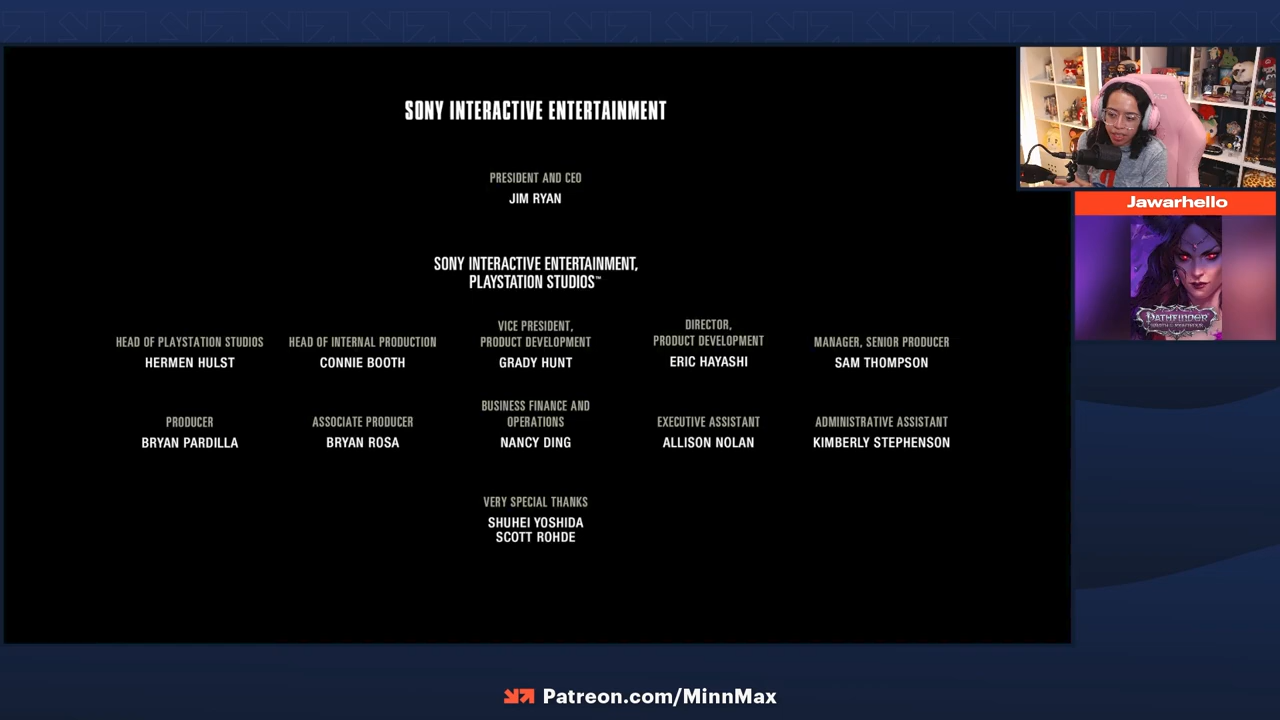 SONY INTERACTIVE ENTERTAINMENT
PRESIDENT AND CEO
JIM RYAN
SONY INTERACTIVE ENTERTAINMENT,
PLAYSTATION STUDIOS™
HEAD OF PLAYSTATION STUDIOS
HERMEN HULST
HEAD OF INTERNAL PRODUCTION
CONNIE BOOTH
VICE PRESIDENT,
PRODUCT DEVELOPMENT
GRADY HUNT
DIRECTOR,
PRODUCT DEVELOPMENT
ERIC HAYASHI
MANAGER, SENIOR PRODUCER
SAM THOMPSON
PRODUCER
BRYAN PARDILLA
ASSOCIATE PRODUCER
BRYAN ROSA
BUSINESS FINANCE AND
OPERATIONS
NANCY DING
EXECUTIVE ASSISTANT
ALLISON NOLAN
ADMINISTRATIVE ASSISTANT
KIMBERLY STEPHENSON
VERY SPECIAL THANKS
SHUHEI YOSHIDA
SCOTT ROHDE
Jawarhello
PATHFINDER
Patreon.com/MinnMax